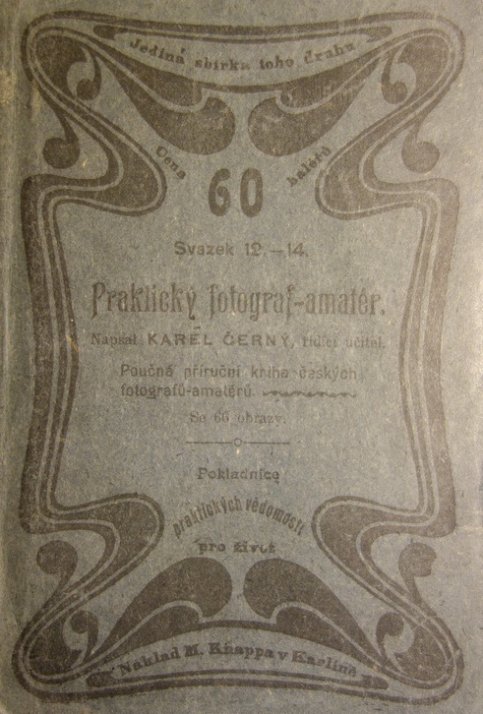 Jediná sbírka toho druhu
Cena 60 haléřů
Svazek 12.–14.
Praktický fotograf-amatér.
Napsal KAREL ČERNÝ, řídící učitel.
Poučná příruční kniha českých
fotografů-amatérů.
Se 66 obrazy.
Pokladnice
praktických vědomostí
pro život
Náklad M. Knappa v Karlíně